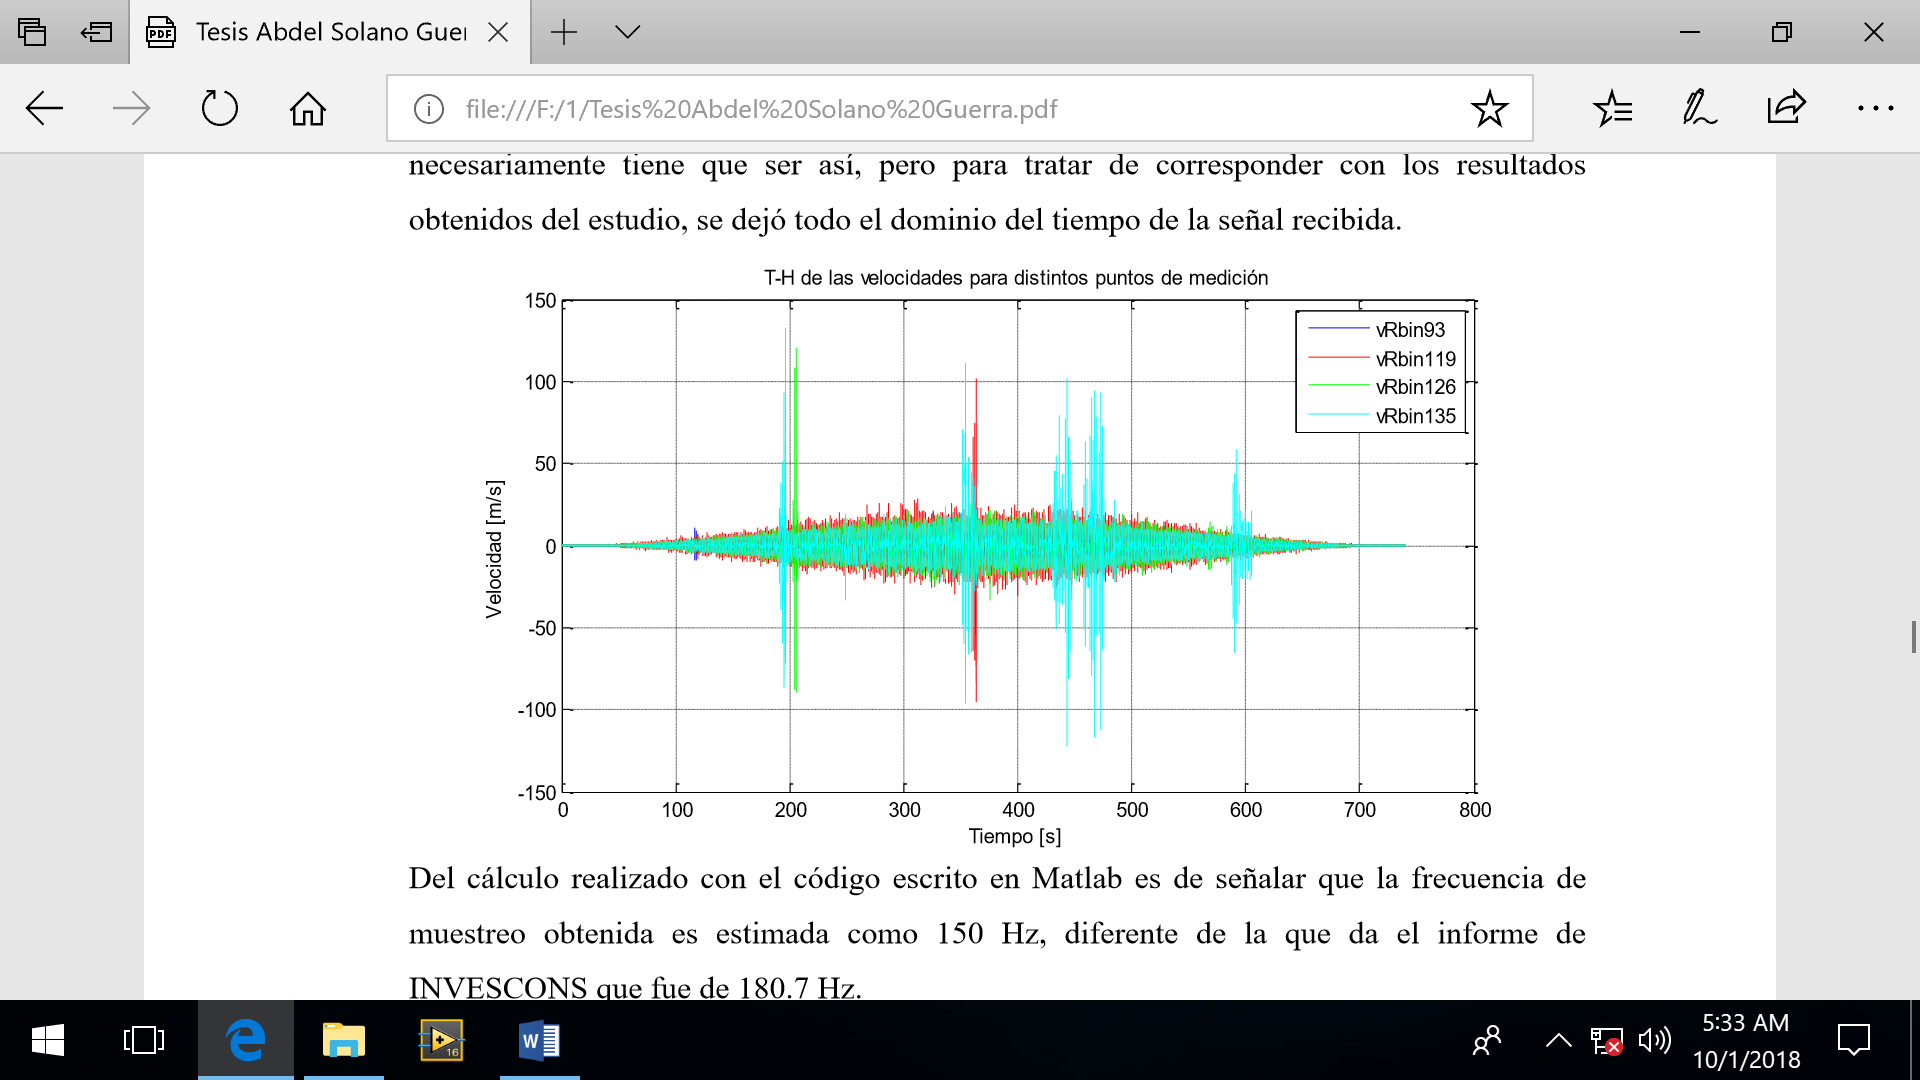 Tesis Abdel Solano Guer
file:///F:/1/Tesis%20Abdel%20Solano%20Guerra.pdf
necesariamente tiene que ser así, pero para tratar de corresponder con los resultados
obtenidos del estudio, se dejó todo el dominio del tiempo de la señal recibida.
T-H de las velocidades para distintos puntos de medición
150
100
50
0
-50
-100
-150
Velocidad [m/s]
vRbin93
vRbin119
vRbin126
vRbin135
0 100 200 300 400 500 600 700 800
Tiempo [s]
Del cálculo realizado con el código escrito en Matlab es de señalar que la frecuencia de
muestreo obtenida es estimada como 150 Hz, diferente de la que da el informe de
INVESCONS que fue de 180.7 Hz.
5:33 AM
10/1/2018
PDF
16
W